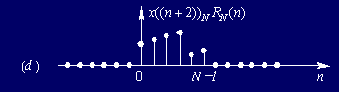 x((n + 2))_N R_N(n)
(d)
0
N −1
n